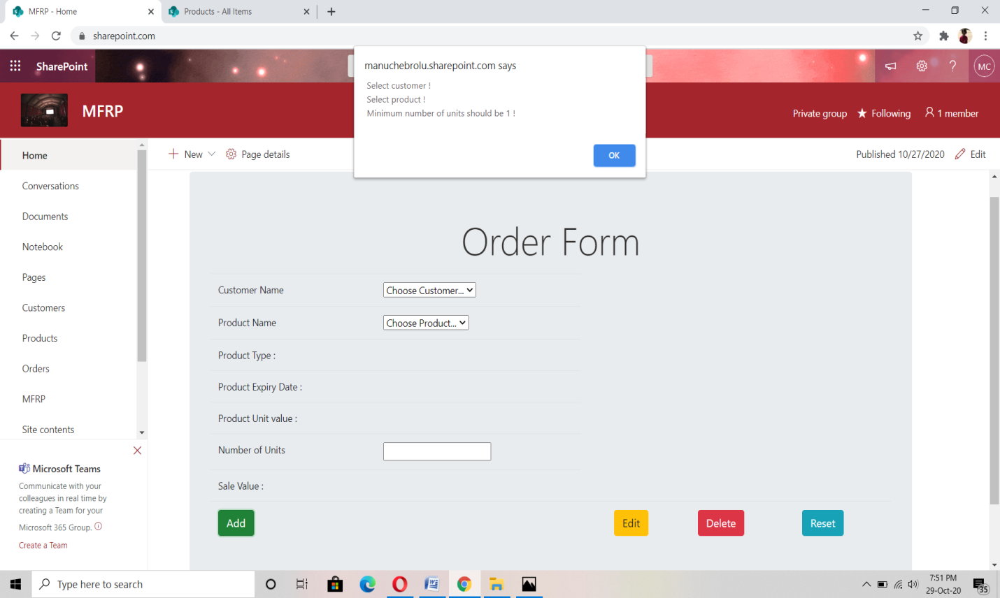 MFRP - Home
Products - All Items
sharepoint.com
SharePoint
MC
manuchebrolu.sharepoint.com says
Select customer !
Select product !
Minimum number of units should be 1 !
OK
MFRP
Private group
Following
1 member
Home
Conversations
Documents
Notebook
Pages
Customers
Products
Orders
MFRP
Site contents
New
Page details
Published 10/27/2020
Edit
Order Form
Customer Name
Choose Customer...
Product Name
Choose Product...
Product Type :
Product Expiry Date :
Product Unit value :
Number of Units
Sale Value :
Add
Edit
Delete
Reset
Microsoft Teams
Communicate with your
colleagues in real time by
creating a Team for your
Microsoft 365 Group.
Create a Team
Type here to search
7:51 PM
29-Oct-20
35